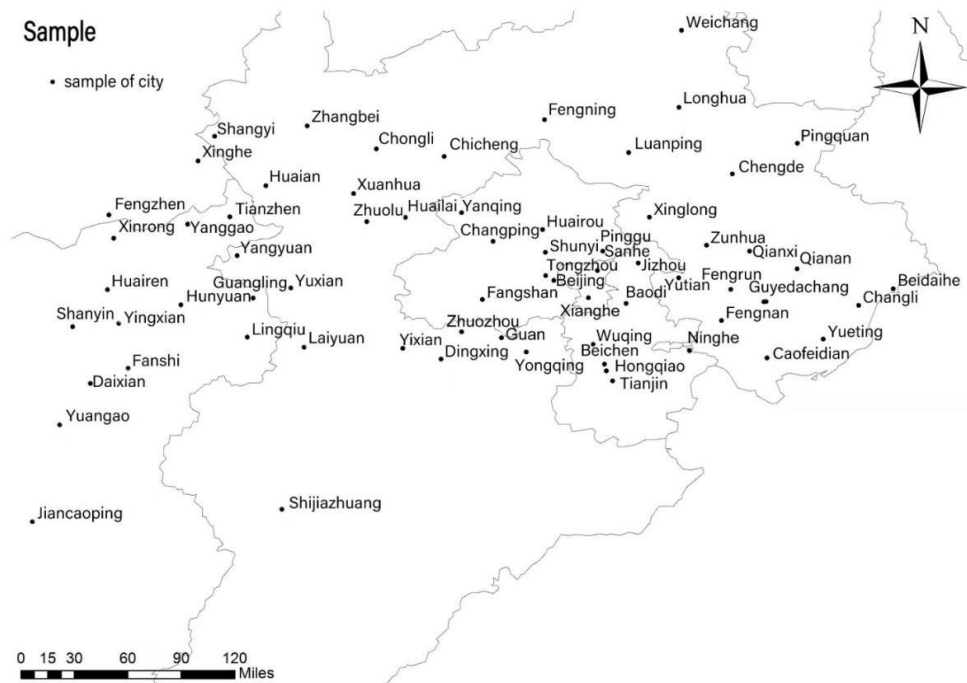 Sample
N
sample of city
Weichang
Longhua
Fengning
Zhangbei
Shangyi
Chongli
Chicheng
Luanping
Pingquan
Xinghe
Chengde
Huaian
Xuanhua
Fengzhen
Tianzhen
Zhuolu
Huailai
Yanqing
Xinglong
Xinrong
Yanggao
Changping
Huairou
Pinggu
Zunhua
Yangyuan
Shunyi
Sanhe
Qianxi
Qianan
Tongzhou
Jizhou
Huairen
Guangling
Yuxian
Beijing
Yutian
Fengrun
Beidaihe
Hunyuan
Fangshan
Baodi
Guyedachang
Changli
Shanyin
Yingxian
Xianghe
Fengnan
Lingqiu
Laiyuan
Zhuozhou
Guan
Wuqing
Ninghe
Yueting
Yixian
Dingxing
Yongqing
Beichen
Caofeidian
Fanshi
Hongqiao
Daixian
Tianjin
Yuangao
Shijiazhuang
Jiancaoping
0 15 30 60 90 120
Miles